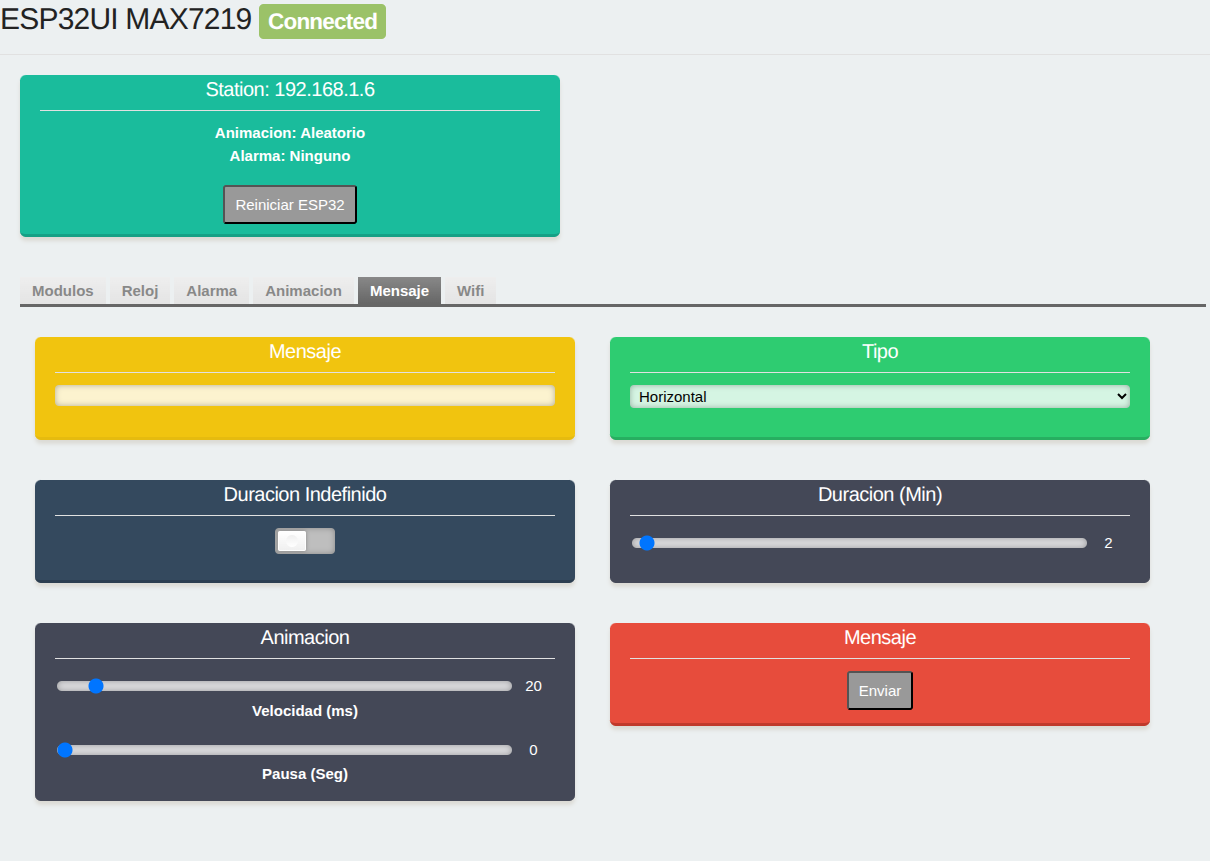 ESP32UI MAX7219 Connected
Station: 192.168.1.6
Animacion: Aleatorio
Alarma: Ninguno
Reiniciar ESP32
Modulos Reloj Alarma Animacion Mensaje Wifi
Mensaje
Tipo
Horizontal
Duracion Indefinido
Duracion (Min)
2
Animacion
20
Velocidad (ms)
0
Pausa (Seg)
Mensaje
Enviar